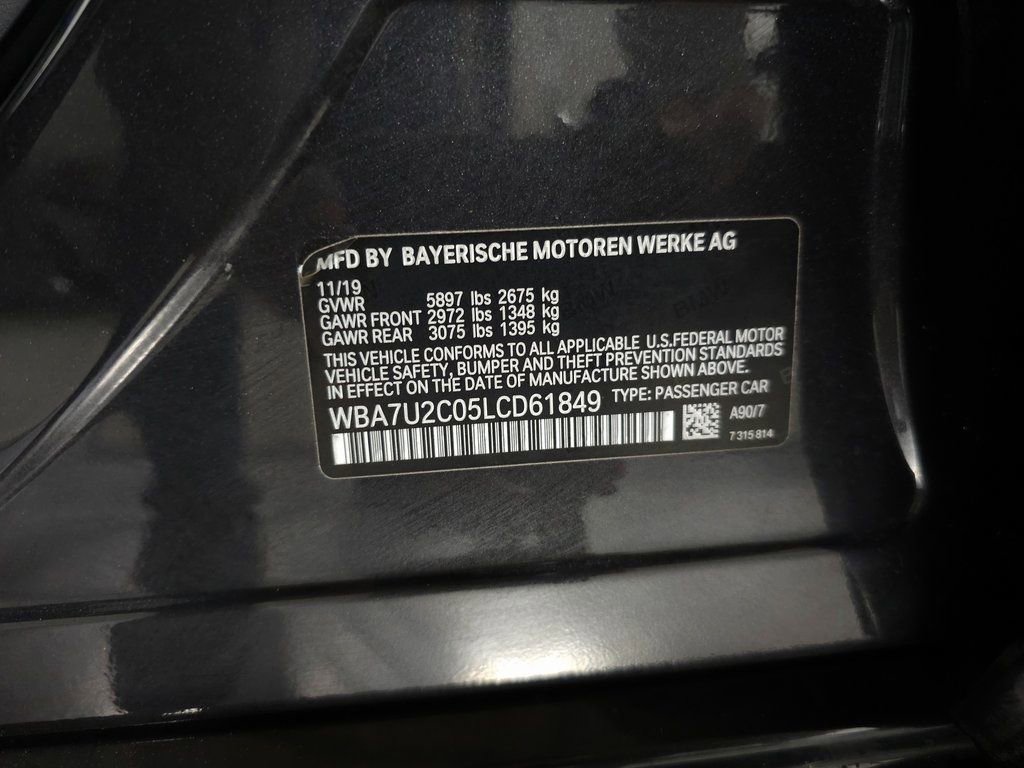 MFD BY BAYERISCHE MOTOREN WERKE AG
11/19
GVWR 5897 lbs 2675 kg
GAWR FRONT 2972 lbs 1348 kg
GAWR REAR 3075 lbs 1395 kg
THIS VEHICLE CONFORMS TO ALL APPLICABLE U.S.FEDERAL MOTOR
VEHICLE SAFETY, BUMPER AND THEFT PREVENTION STANDARDS
IN EFFECT ON THE DATE OF MANUFACTURE SHOWN ABOVE.
WBA7U2C05LCD61849 TYPE: PASSENGER CAR
A90/7
7 315 814